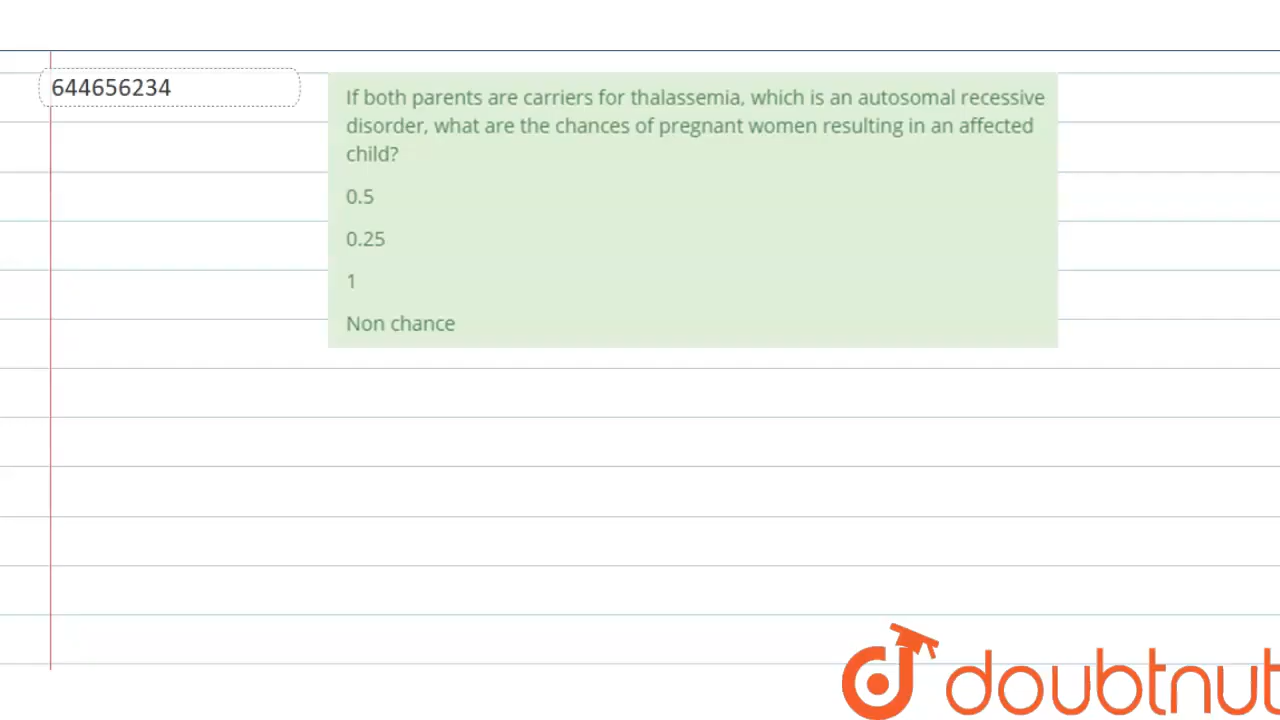 644656234
If both parents are carriers for thalassemia, which is an autosomal recessive
disorder, what are the chances of pregnant women resulting in an affected
child?
0.5
0.25
1
Non chance
doubtnut